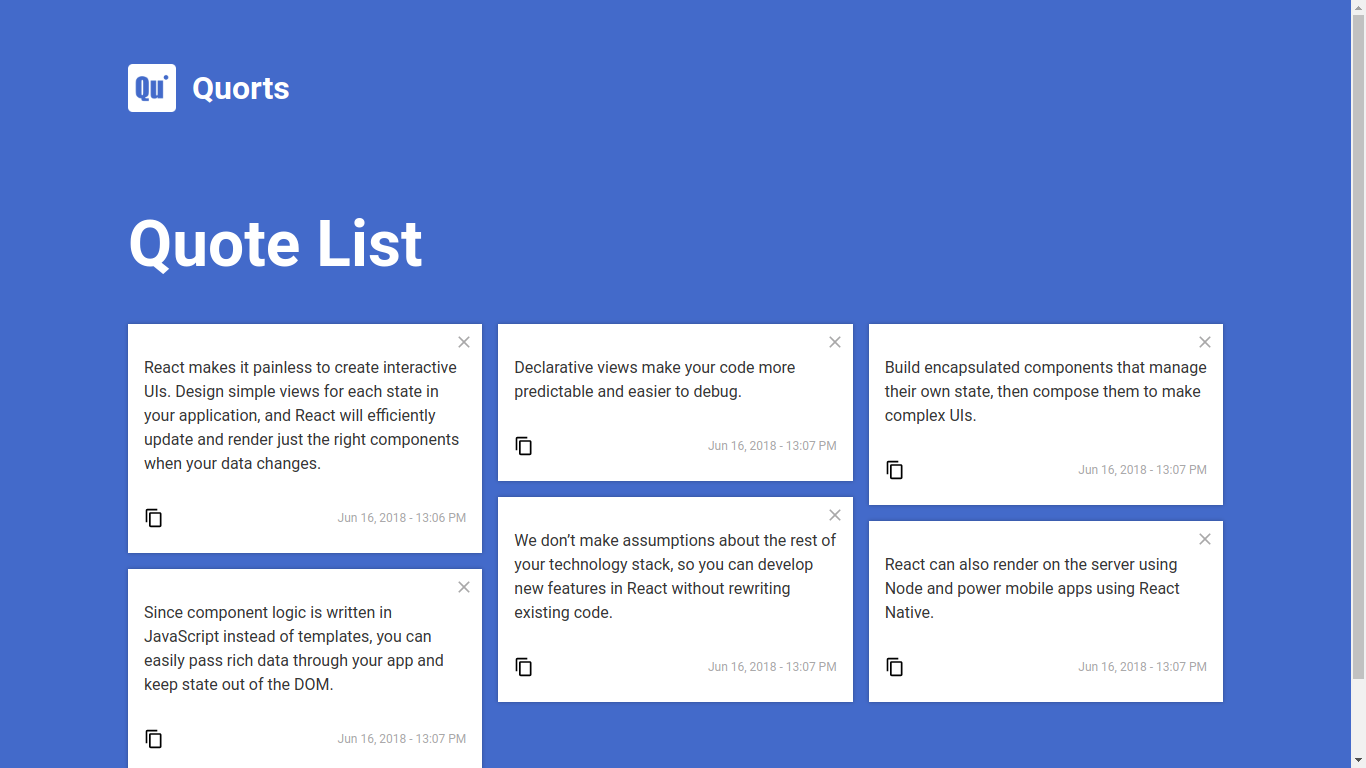 Qu
Quorts
Quote List
React makes it painless to create interactive
UIs. Design simple views for each state in
your application, and React will efficiently
update and render just the right components
when your data changes.
Jun 16, 2018 - 13:06 PM
Since component logic is written in
JavaScript instead of templates, you can
easily pass rich data through your app and
keep state out of the DOM.
Jun 16, 2018 - 13:07 PM
Declarative views make your code more
predictable and easier to debug.
Jun 16, 2018 - 13:07 PM
We don’t make assumptions about the rest of
your technology stack, so you can develop
new features in React without rewriting
existing code.
Jun 16, 2018 - 13:07 PM
Build encapsulated components that manage
their own state, then compose them to make
complex UIs.
Jun 16, 2018 - 13:07 PM
React can also render on the server using
Node and power mobile apps using React
Native.
Jun 16, 2018 - 13:07 PM